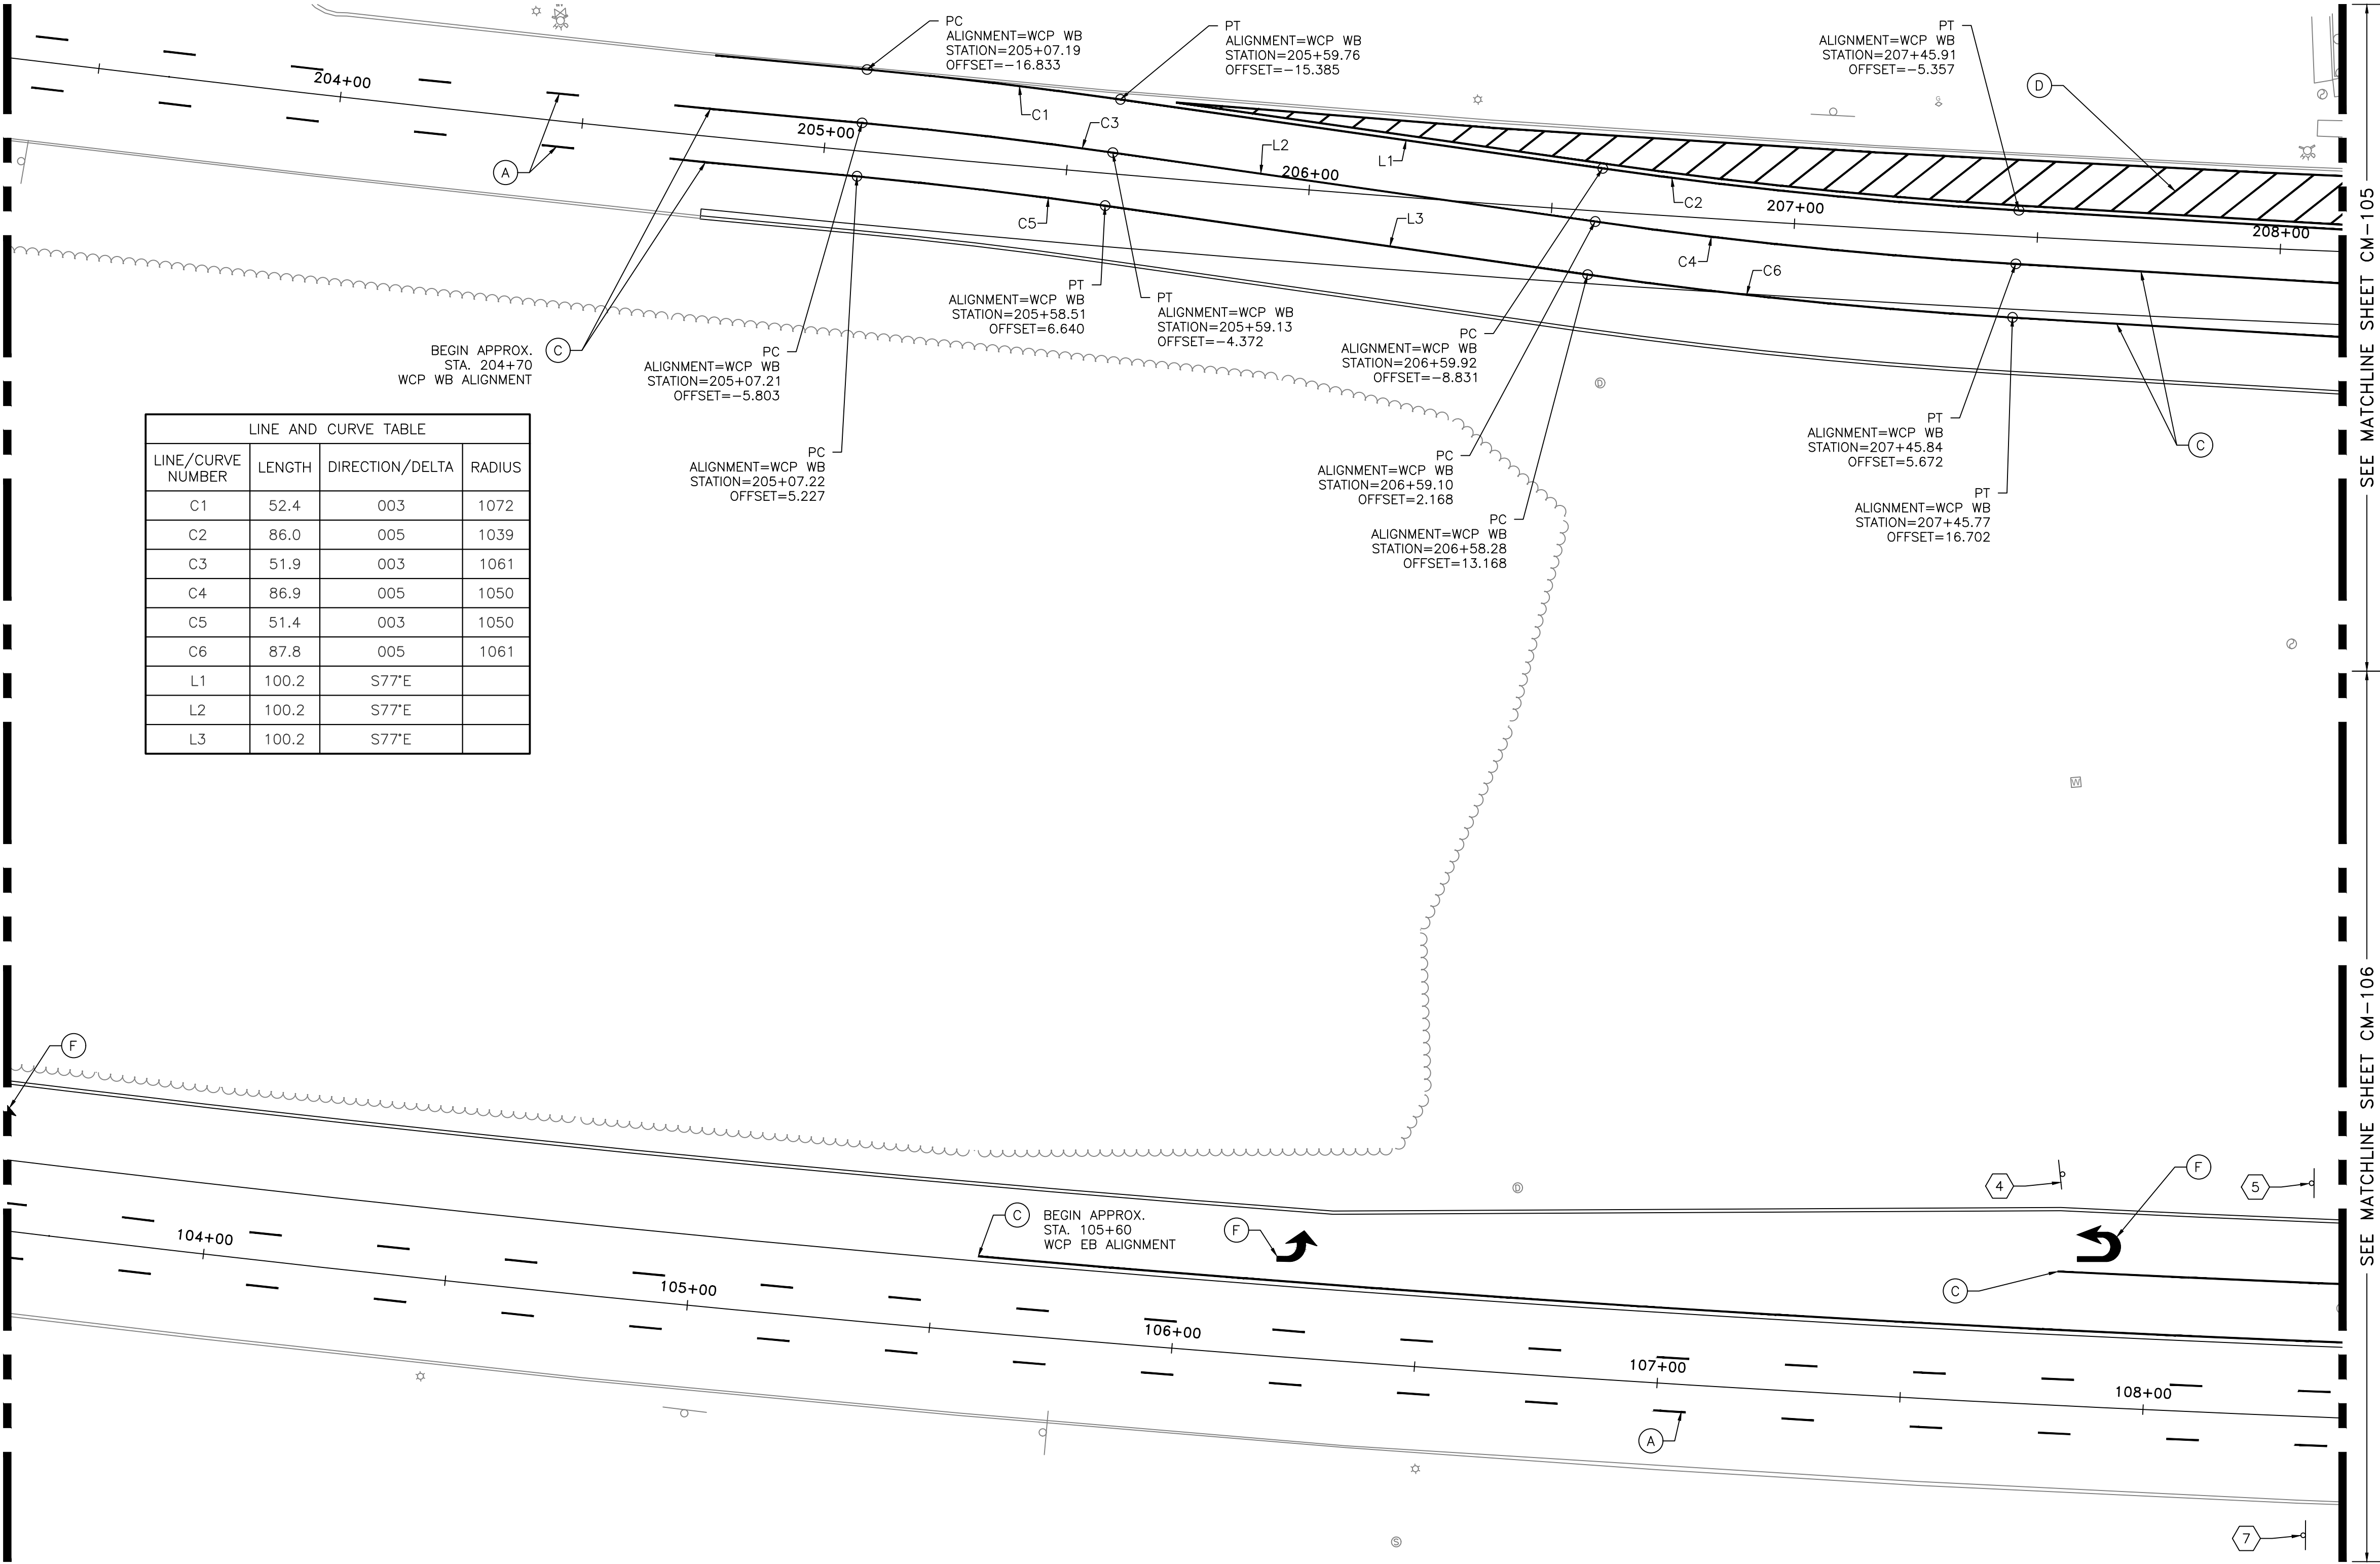 PC
ALIGNMENT=WCP WB
STATION=205+07.19
OFFSET=-16.833
PT
ALIGNMENT=WCP WB
STATION=205+59.76
OFFSET=-15.385
PT
ALIGNMENT=WCP WB
STATION=207+45.91
OFFSET=-5.357
D
204+00
205+00
206+00
207+00
208+00
A
C1
C3
L2
L1
C2
C5
L3
C4
C6
BEGIN APPROX.
STA. 204+70
WCP WB ALIGNMENT
C
PC
ALIGNMENT=WCP WB
STATION=205+07.21
OFFSET=-5.803
PC
ALIGNMENT=WCP WB
STATION=205+07.22
OFFSET=5.227
PT
ALIGNMENT=WCP WB
STATION=205+58.51
OFFSET=6.640
PT
ALIGNMENT=WCP WB
STATION=205+59.13
OFFSET=-4.372
PC
ALIGNMENT=WCP WB
STATION=206+59.92
OFFSET=-8.831
PC
ALIGNMENT=WCP WB
STATION=206+59.10
OFFSET=2.168
PC
ALIGNMENT=WCP WB
STATION=206+58.28
OFFSET=13.168
PT
ALIGNMENT=WCP WB
STATION=207+45.84
OFFSET=5.672
PT
ALIGNMENT=WCP WB
STATION=207+45.77
OFFSET=16.702
C
D
LINE AND CURVE TABLE
LINE/CURVE NUMBER LENGTH DIRECTION/DELTA RADIUS
C1 52.4 003 1072
C2 86.0 005 1039
C3 51.9 003 1061
C4 86.9 005 1050
C5 51.4 003 1050
C6 87.8 005 1061
L1 100.2 S77°E
L2 100.2 S77°E
L3 100.2 S77°E
W
SEE MATCHLINE SHEET CM-105
SEE MATCHLINE SHEET CM-106
F
D
4
F
5
C
BEGIN APPROX.
STA. 105+60
WCP EB ALIGNMENT
F
C
104+00
105+00
106+00
107+00
108+00
A
S
7